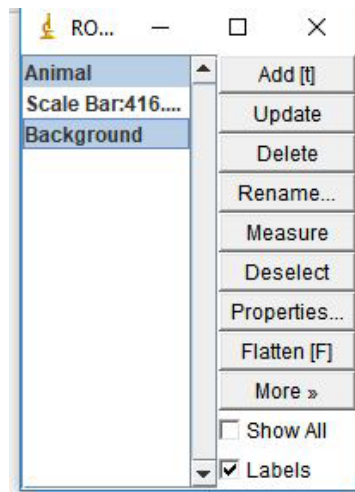 RO...
Animal
Scale Bar:416....
Background
Add [t]
Update
Delete
Rename...
Measure
Deselect
Properties...
Flatten [F]
More »
Show All
Labels